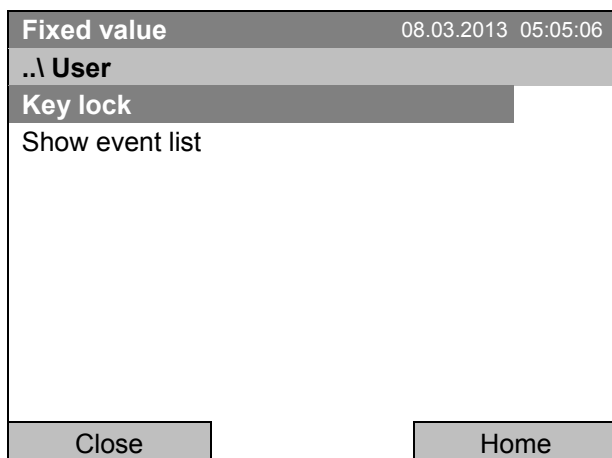 Fixed value 08.03.2013 05:05:06
..\ User
Key lock
Show event list
Close Home